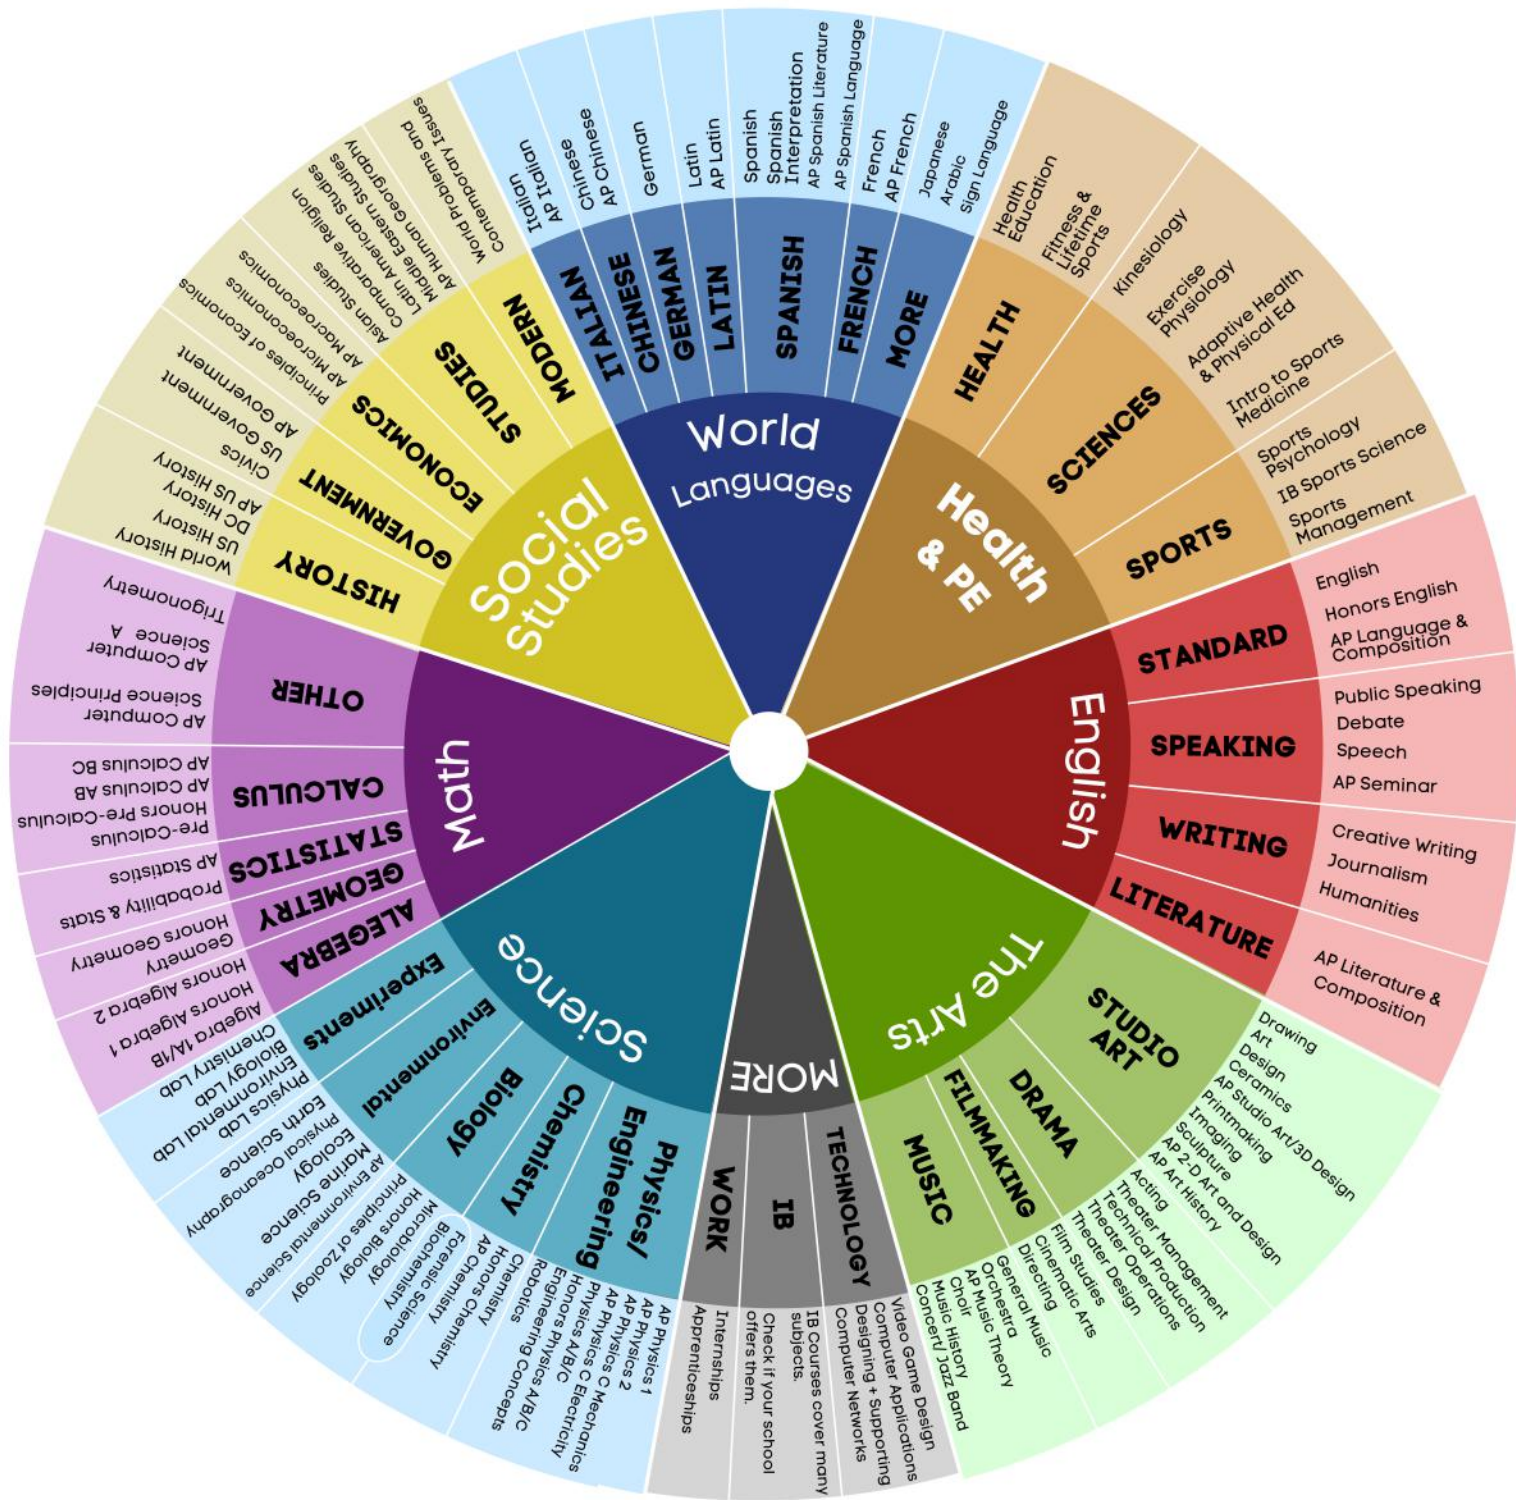 World
Languages
ITALIAN
Italian
AP Italian
CHINESE
Chinese
AP Chinese
GERMAN
German
LATIN
Latin
AP Latin
SPANISH
Spanish
Spanish
Interpretation
AP Spanish Literature
AP Spanish Language
FRENCH
French
AP French
MORE
Japanese
Arabic
Sign Language
Health
& PE
HEALTH
Health
Education
Fitness &
Lifetime
Sports
SCIENCES
Kinesiology
Exercise
Physiology
Adaptive Health
& Physical Ed
Intro to Sports
Medicine
SPORTS
Sports
Psychology
IB Sports Science
Sports
Management
English
STANDARD
English
Honors English
AP Language &
Composition
SPEAKING
Public Speaking
Debate
Speech
AP Seminar
WRITING
Creative Writing
Journalism
Humanities
LITERATURE
AP Literature &
Composition
The Arts
STUDIO
ART
Drawing
Art
Design
Ceramics
AP Studio Art/3D Design
Printmaking
Imaging
Sculpture
AP 2-D Art and Design
AP Art History
DRAMA
Acting
Theater Management
Technical Production
Theater Operations
Theater Design
FILMMAKING
Film Studies
Cinematic Arts
Directing
MUSIC
General Music
Orchestra
AP Music Theory
Choir
Music History
Concert/ Jazz Band
MORE
TECHNOLOGY
Video Game Design
Computer Applications
Designing + Supporting
Computer Networks
IB
IB Courses cover many
subjects.
Check if your school
offers them.
WORK
Internships
Apprenticeships
Science
Physics/
Engineering
AP Physics 1
AP Physics 2
AP Physics C Mechanics
AP Physics C Electricity
Physics A/B/C
Honors Physics A/B/C
Engineering Concepts
Robotics
Chemistry
Chemistry
Honors Chemistry
AP Chemistry
Forensic Science
Biochemistry
Biology
Microbiology
Honors Biology
Principles of Zoology
Environmental
AP Environmental Science
Marine Science
Ecology
Physical Oceanography
Earth Science
Experiments
Physics Lab
Environmental Lab
Biology Lab
Chemistry Lab
Math
ALEGEBRA
Algebra 1A/1B
Honors Algebra 1
Honors Algebra 2
GEOMETRY
Geometry
Honors Geometry
STATISTICS
Probability & Stats
AP Statistics
CALCULUS
Pre-Calculus
Honors Pre-Calculus
AP Calculus AB
AP Calculus BC
OTHER
AP Computer
Science Principles
AP Computer
Science A
Trigonometry
Social
Studies
HISTORY
World History
US History
DC History
AP US History
GOVERNMENT
Civics
US Government
AP Government
ECONOMICS
Principles of Economics
AP Microeconomics
AP Macroeconomics
STUDIES
Asian Studies
Comparative Religion
Latin American Studies
Middle Eastern Studies
AP Human Geography
MODERN
World Problems and
Contemporary Issues